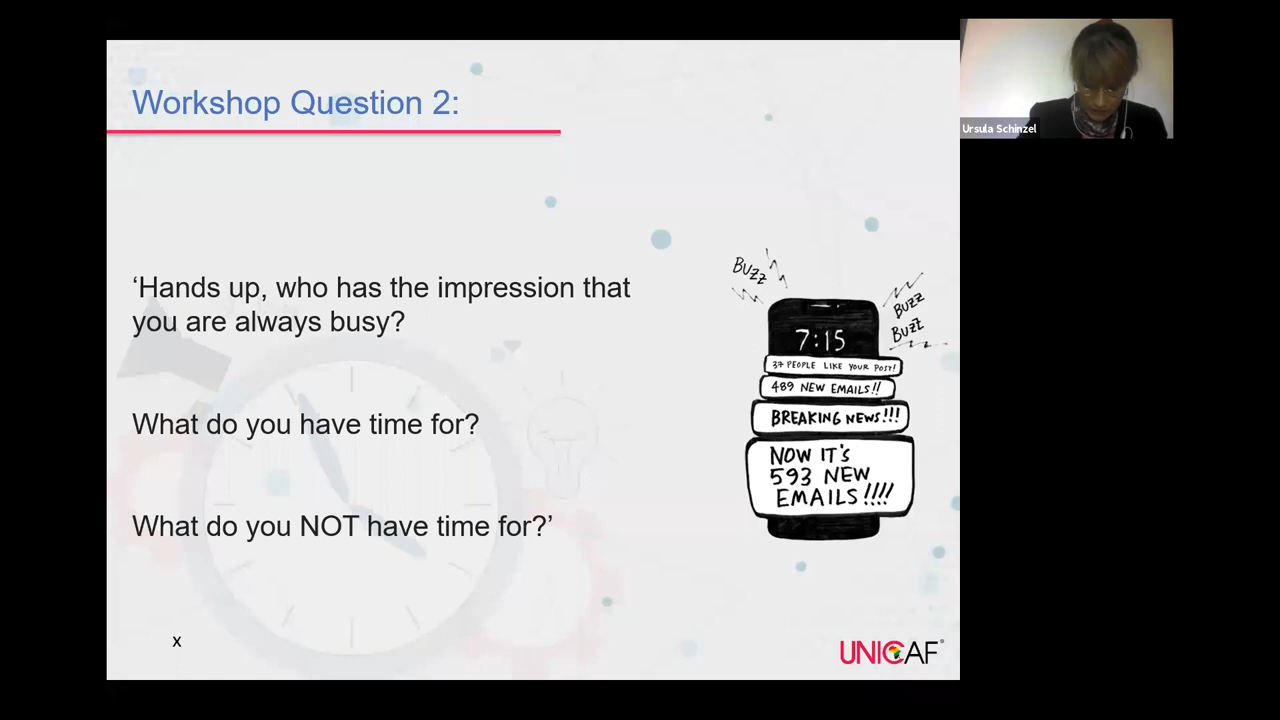 Workshop Question 2:
Ursula Schinzel
‘Hands up, who has the impression that
you are always busy?
What do you have time for?
What do you NOT have time for?’
BUZZ
BUZZ
BUZZ
7:15
37 PEOPLE LIKE YOUR POST!
489 NEW EMAILS!!
BREAKING NEWS!!!
NOW IT'S
593 NEW
EMAILS!!!!
x
UNICAF®